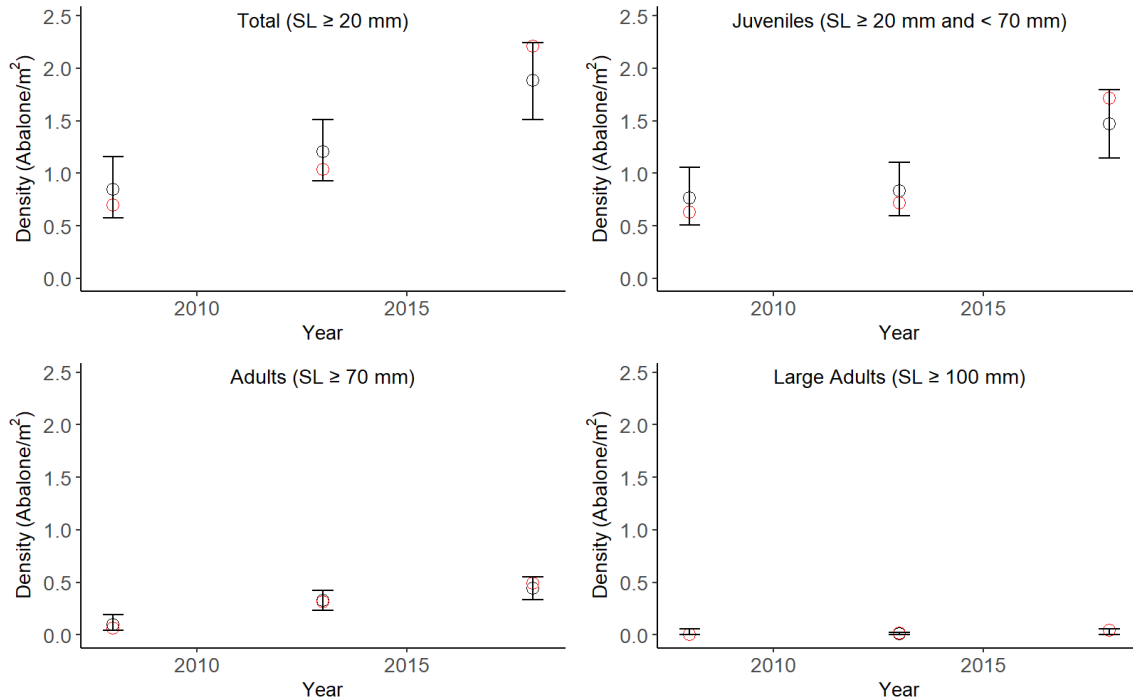 Total (SL ≥ 20 mm)
Density (Abalone/m²)
2.5
2.0
1.5
1.0
0.5
0.0
2010 2015
Year
Juveniles (SL ≥ 20 mm and < 70 mm)
Density (Abalone/m²)
2.5
2.0
1.5
1.0
0.5
0.0
2010 2015
Year
Adults (SL ≥ 70 mm)
Density (Abalone/m²)
2.5
2.0
1.5
1.0
0.5
0.0
2010 2015
Year
Large Adults (SL ≥ 100 mm)
Density (Abalone/m²)
2.5
2.0
1.5
1.0
0.5
0.0
2010 2015
Year